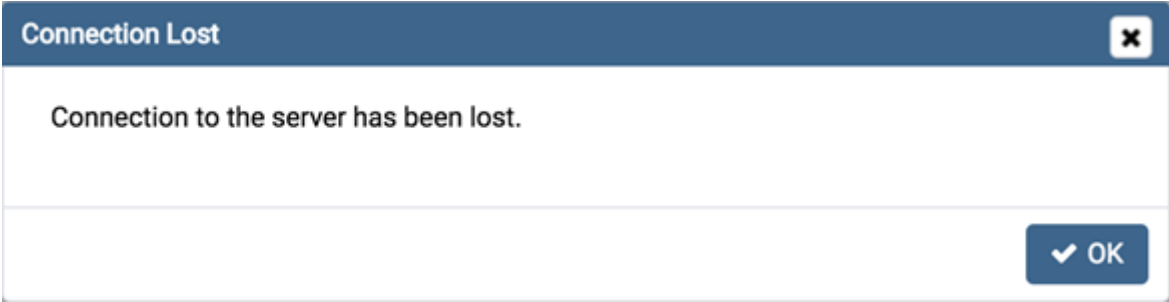 Connection Lost
Connection to the server has been lost.
OK